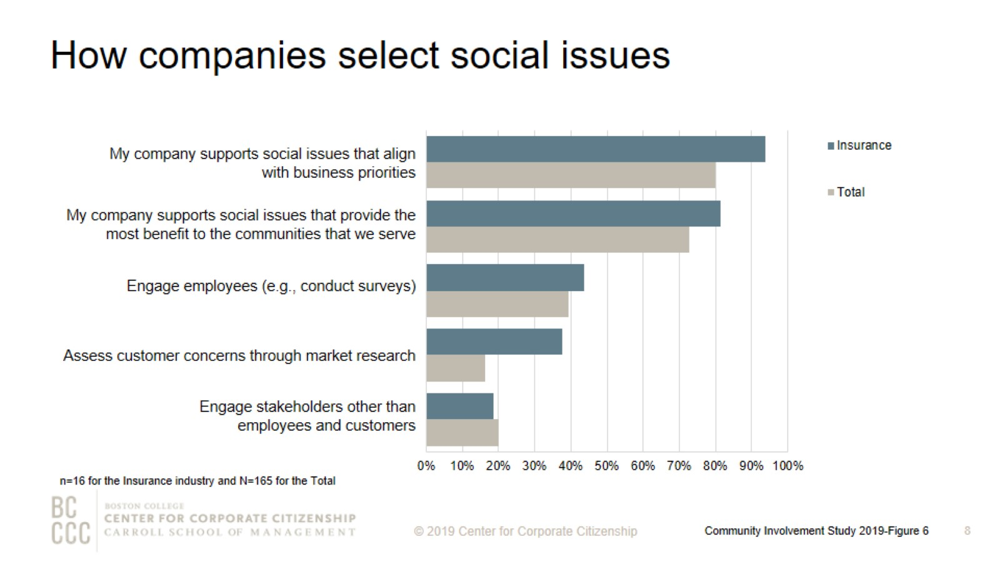 How companies select social issues
My company supports social issues that align
with business priorities
My company supports social issues that provide the
most benefit to the communities that we serve
Engage employees (e.g., conduct surveys)
Assess customer concerns through market research
Engage stakeholders other than
employees and customers
0% 10% 20% 30% 40% 50% 60% 70% 80% 90% 100%
Insurance
Total
n=16 for the Insurance industry and N=165 for the Total
BC
CCC
BOSTON COLLEGE
CENTER FOR CORPORATE CITIZENSHIP
CARROLL SCHOOL OF MANAGEMENT
© 2019 Center for Corporate Citizenship
Community Involvement Study 2019-Figure 6
8